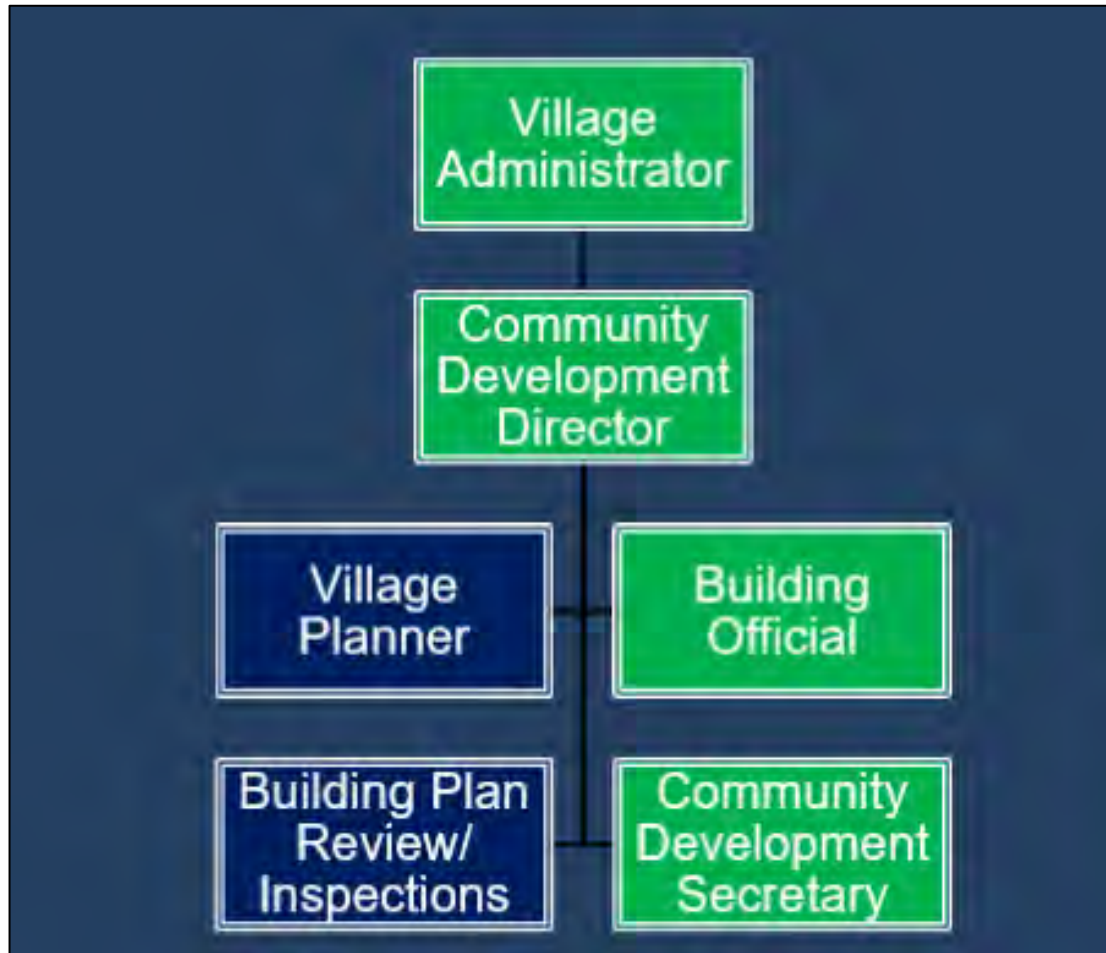 Village
Administrator
Community
Development
Director
Village
Planner
Building
Official
Building Plan
Review/
Inspections
Community
Development
Secretary